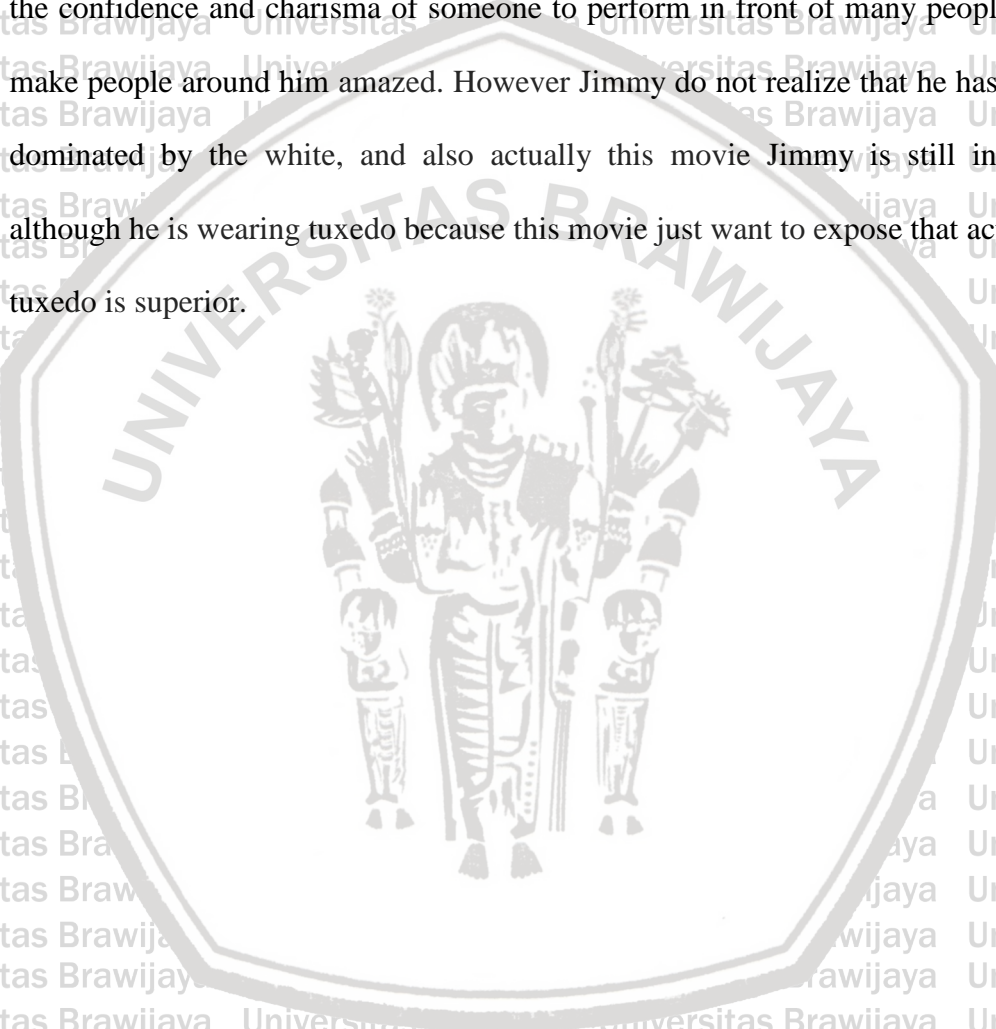 the confidence and charisma of someone to perform in front of many peopl
make people around him amazed. However Jimmy do not realize that he has
dominated by the white, and also actually this movie Jimmy is still in
although he is wearing tuxedo because this movie just want to expose that ac
tuxedo is superior.
UNIVERSITAS BRAWIJAYA